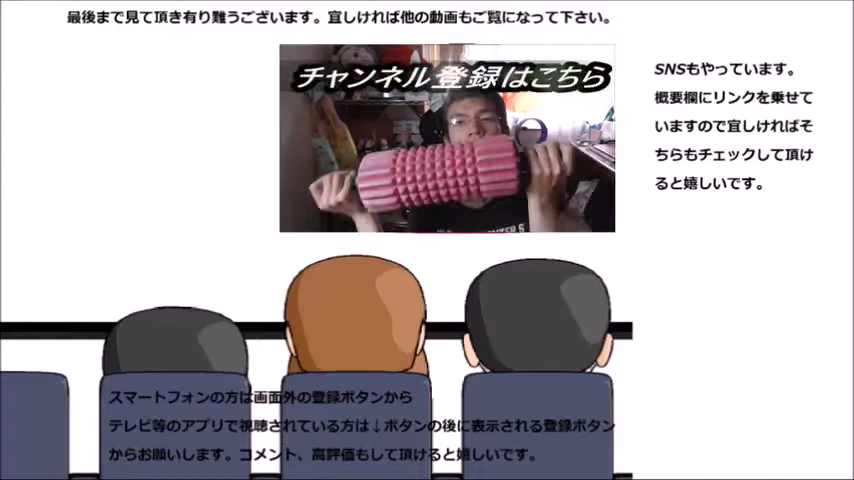 最後まで見て頂き有り難うございます。宜しければ他の動画もご覧になって下さい。
チャンネル登録はこちら
SNSもやっています。
概要欄にリンクを乗せて
いますので宜しければそ
ちらもチェックして頂け
ると嬉しいです。
スマートフォンの方は画面外の登録ボタンから
テレビ等のアプリで視聴されている方は↓ボタンの後に表示される登録ボタン
からお願いします。コメント、高評価もして頂けると嬉しいです。